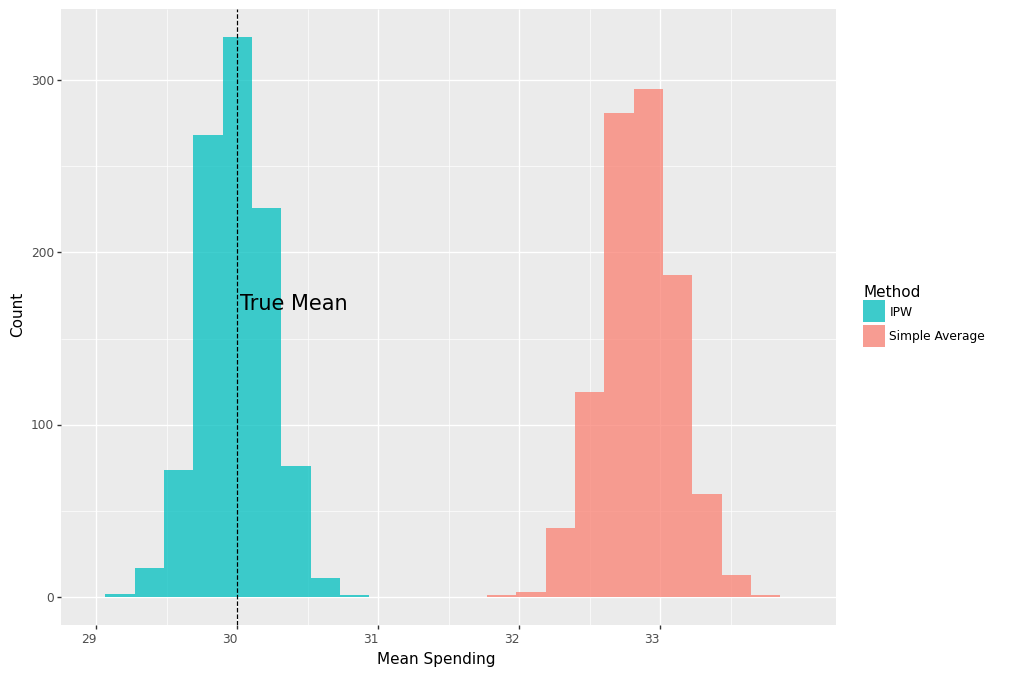 300
200
100
0
Count
True Mean
29
30
31
32
33
Mean Spending
Method
IPW
Simple Average